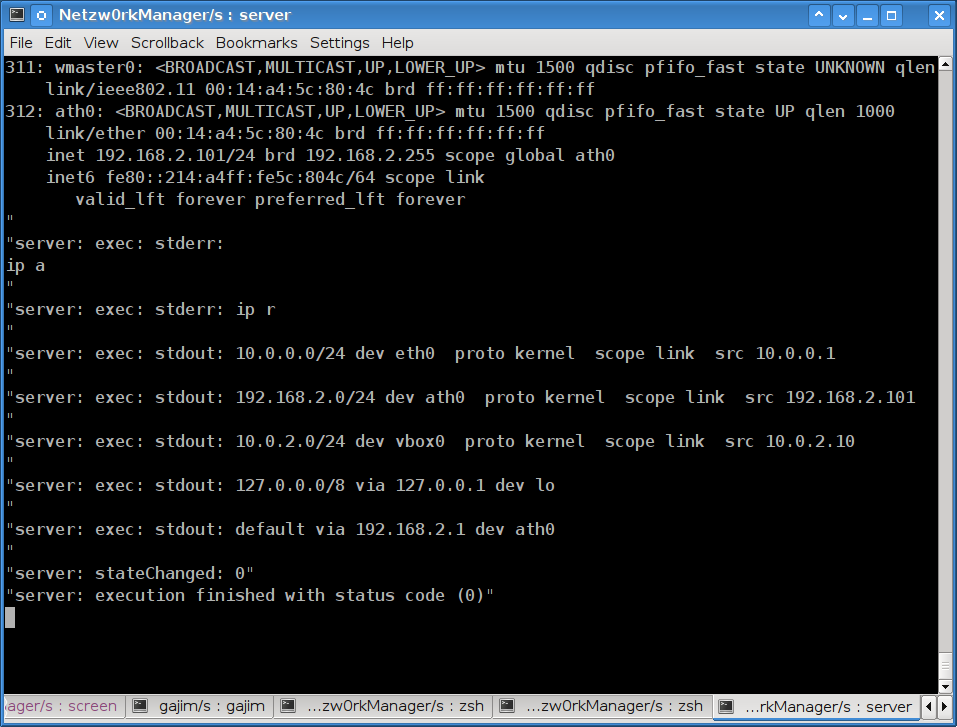 Netzw0rkManager/s : server
File Edit View Scrollback Bookmarks Settings Help
311: wmaster0: <BROADCAST,MULTICAST,UP,LOWER_UP> mtu 1500 qdisc pfifo_fast state UNKNOWN qlen
    link/ieee802.11 00:14:a4:5c:80:4c brd ff:ff:ff:ff:ff:ff
312: ath0: <BROADCAST,MULTICAST,UP,LOWER_UP> mtu 1500 qdisc pfifo_fast state UP qlen 1000
    link/ether 00:14:a4:5c:80:4c brd ff:ff:ff:ff:ff:ff
    inet 192.168.2.101/24 brd 192.168.2.255 scope global ath0
    inet6 fe80::214:a4ff:fe5c:804c/64 scope link
       valid_lft forever preferred_lft forever
"
"server: exec: stderr:
ip a
"
"server: exec: stderr: ip r
"
"server: exec: stdout: 10.0.0.0/24 dev eth0  proto kernel  scope link  src 10.0.0.1
"
"server: exec: stdout: 192.168.2.0/24 dev ath0  proto kernel  scope link  src 192.168.2.101
"
"server: exec: stdout: 10.0.2.0/24 dev vbox0  proto kernel  scope link  src 10.0.2.10
"
"server: exec: stdout: 127.0.0.0/8 via 127.0.0.1 dev lo
"
"server: exec: stdout: default via 192.168.2.1 dev ath0
"
"server: stateChanged: 0"
"server: execution finished with status code (0)"
ager/s : screen gajim/s : gajim ...zw0rkManager/s : zsh ...zw0rkManager/s : zsh ...rkManager/s : server